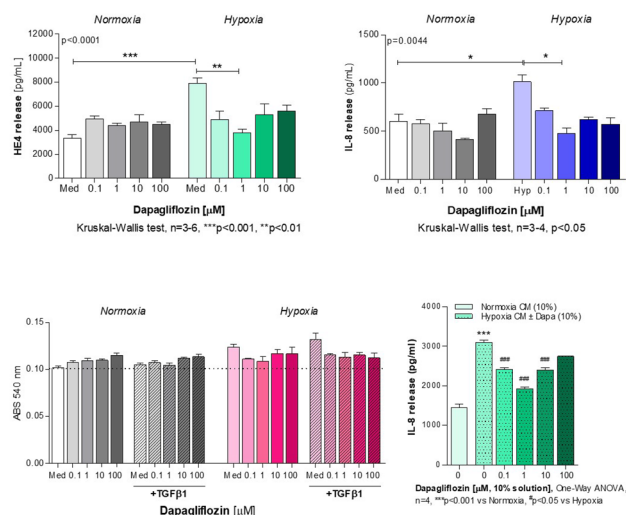 Normoxia
Hypoxia
p<0.0001
***
**
HE4 release [pg/mL]
12000
10000
8000
6000
4000
2000
Med 0.1 1 10 100 Med 0.1 1 10 100
Dapagliflozin [µM]
Kruskal-Wallis test, n=3-6, ***p<0.001, **p<0.01
Normoxia
Hypoxia
p=0.0044
*
*
IL-8 release (pg/mL)
1500
1000
500
0
Med 0.1 1 10 100 Hyp 0.1 1 10 100
Dapagliflozin [µM]
Kruskal-Wallis test, n=3-4, p<0.05
Normoxia
Hypoxia
ABS 540 nm
0.15
0.10
0.05
0.00
Med 0.1 1 10 100 Med 0.1 1 10 100 Med 0.1 1 10 100 Med 0.1 1 10 100
+TGFβ1
+TGFβ1
Dapagliflozin [µM]
Normoxia CM (10%)
Hypoxia CM ± Dapa (10%)
IL-8 release (pg/ml)
4000
3000
2000
1000
0
***
###
###
###
0 0 0.1 1 10 100
Dapagliflozin [µM, 10% solution], One-Way ANOVA,
n=4, ***p<0.001 vs Normoxia, #p<0.05 vs Hypoxia